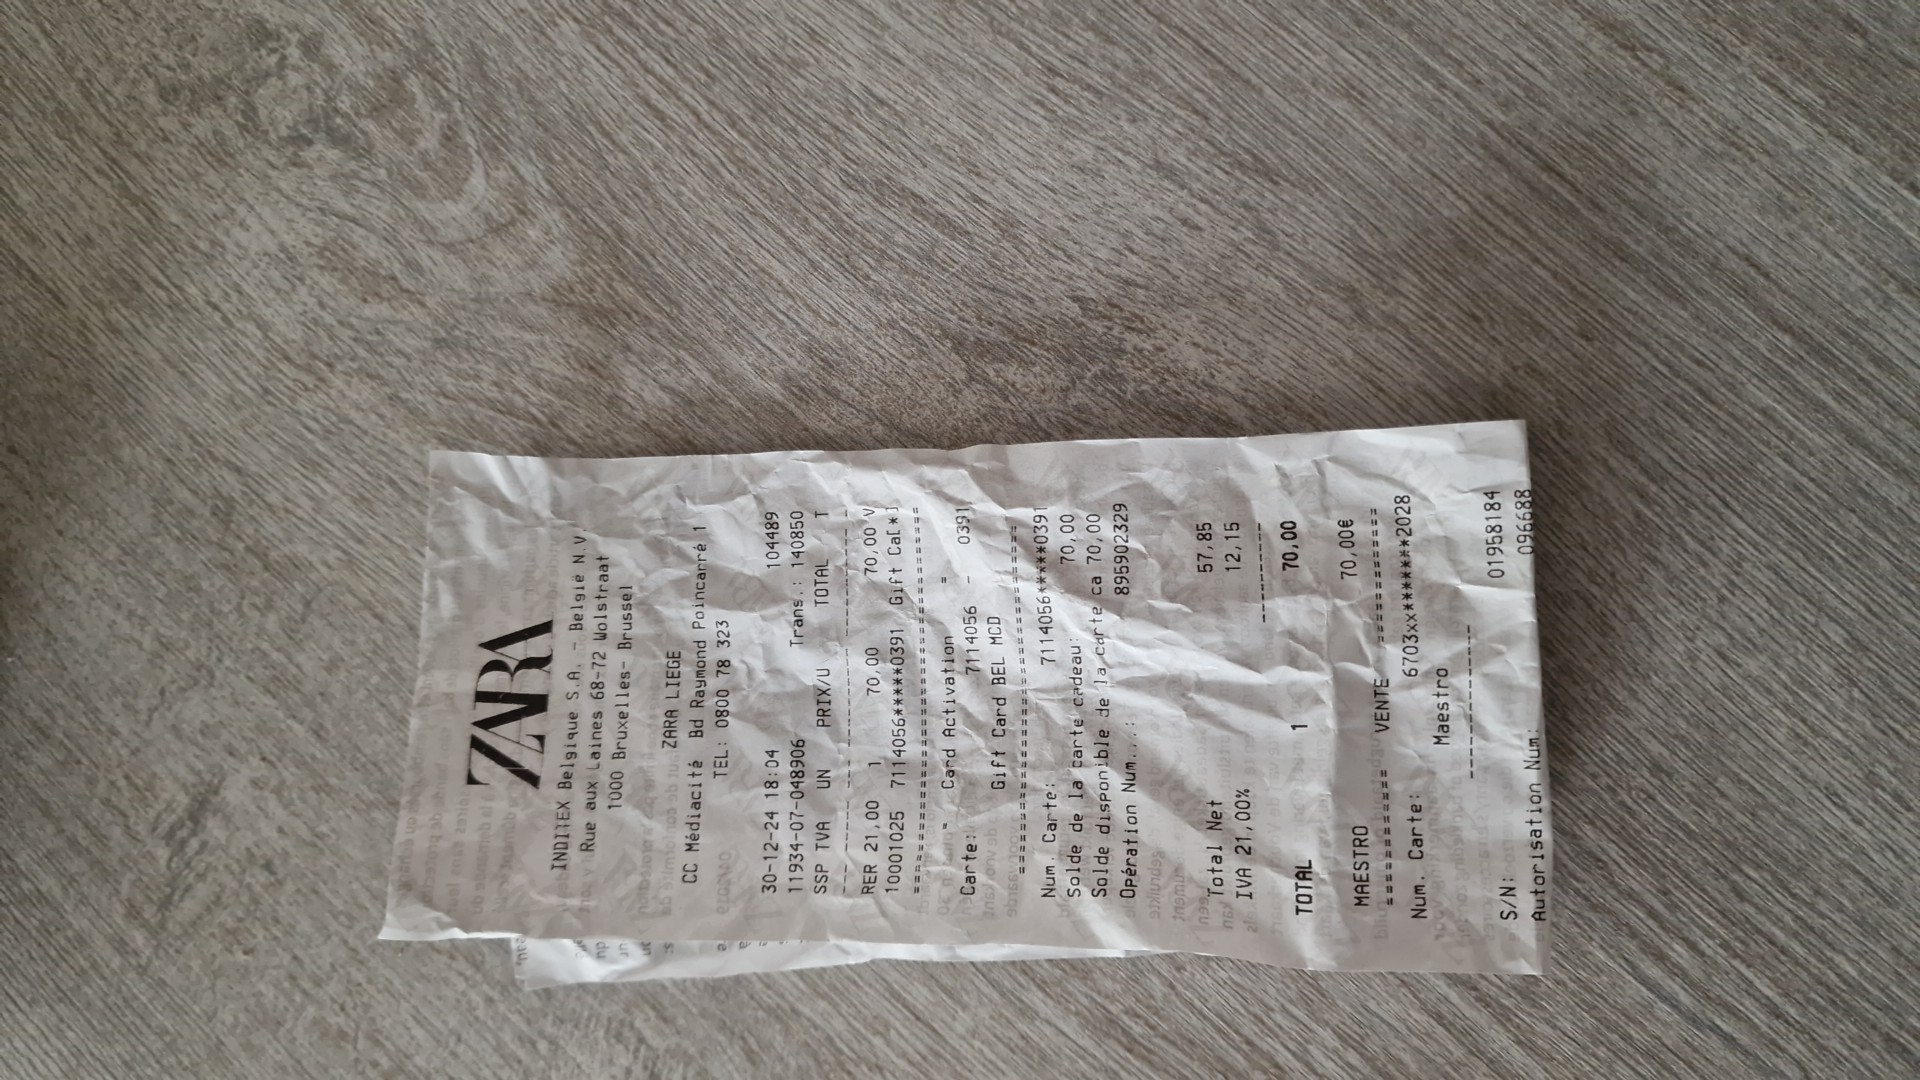 ZARA
INDITEX Belgique S.A. - België N.V.
Rue aux Laines 68-72 Wolstraat
1000 Bruxelles- Brussel
ZARA LIEGE
CC Médiacité Bd Raymond Poincarré 1
TEL: 0800 78 323
30-12-24 18:04 104489
11934-07-048906 Trans.: 140850
SSP TVA UN PRIX/U TOTAL T
RER 21,00 1 70,00 70,00 V
10001025 7114056*****0391 Gift Ca[*]
= Card Activation =
Carte: 7114056 - 0391
Gift Card BEL MCD
Num. Carte: 7114056*****0391
Solde de la carte cadeau: 70,00
Solde disponible de la carte ca 70,00
Opération Num...: 895902329
Total Net 57,85
IVA 21,00% 12,15
TOTAL 1 70,00
MAESTRO 70,00€
=========== VENTE ===========
Num. Carte: 6703xx********2028
Maestro
S/N: 01958184
Autorisation Num: 096688